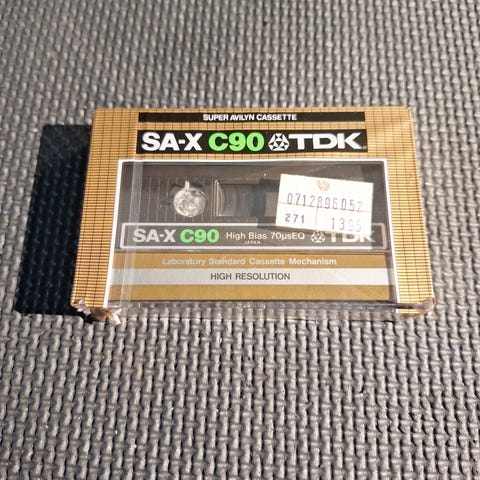 SUPER AVILYN CASSETTE
SA-X C90 TDK
0712896052
271 1395
SA-X C90 High Bias 70µsEQ TDK
JAPAN
Laboratory Standard Cassette Mechanism
HIGH RESOLUTION